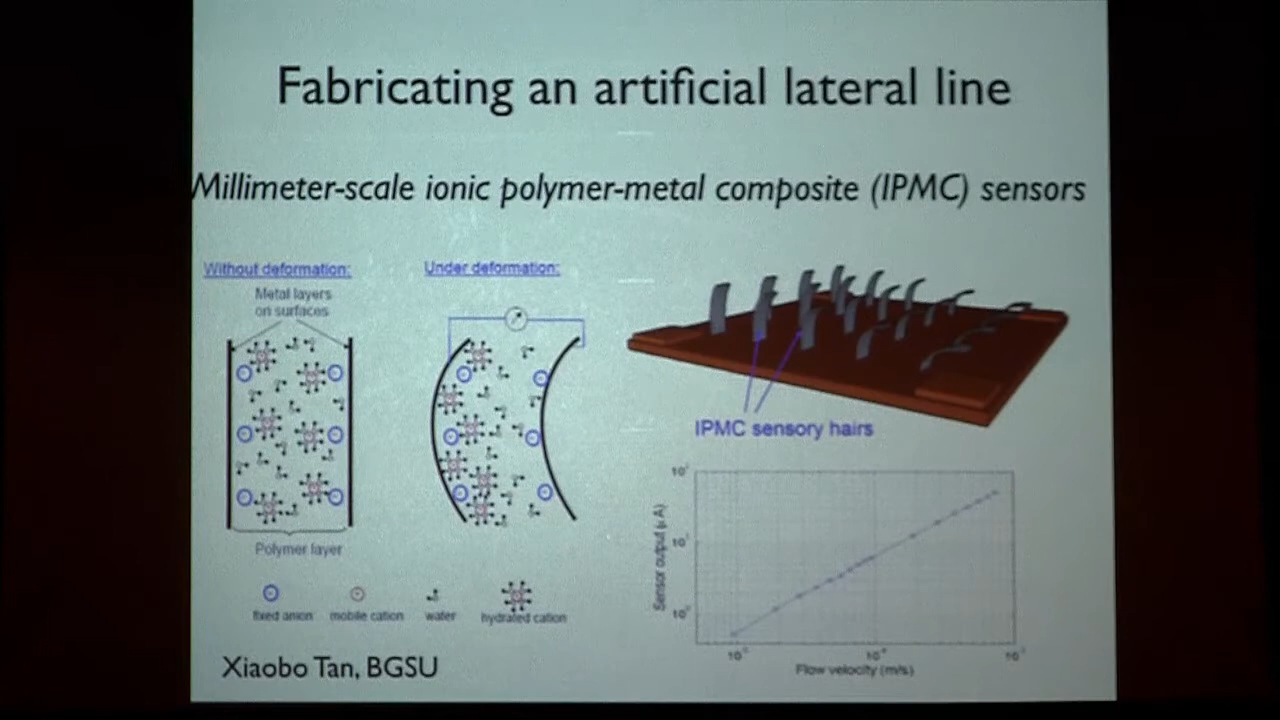 Fabricating an artificial lateral line
Millimeter-scale ionic polymer-metal composite (IPMC) sensors
Without deformation:
Under deformation:
Metal layers
on surfaces
Polymer layer
fixed anion
mobile cation
water
hydrated cation
Xiaobo Tan, BGSU
IPMC sensory hairs
Sensor output (μA)
Flow velocity (m/s)